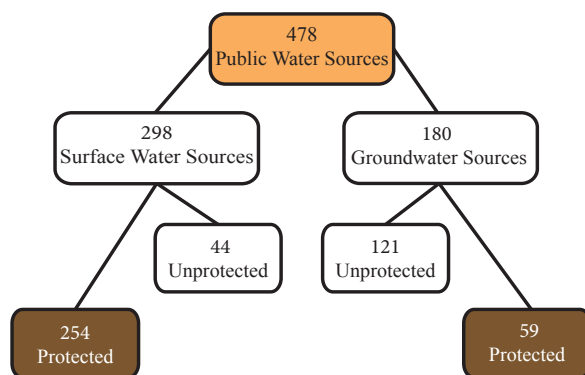 478
Public Water Sources
298
Surface Water Sources
180
Groundwater Sources
44
Unprotected
121
Unprotected
254
Protected
59
Protected